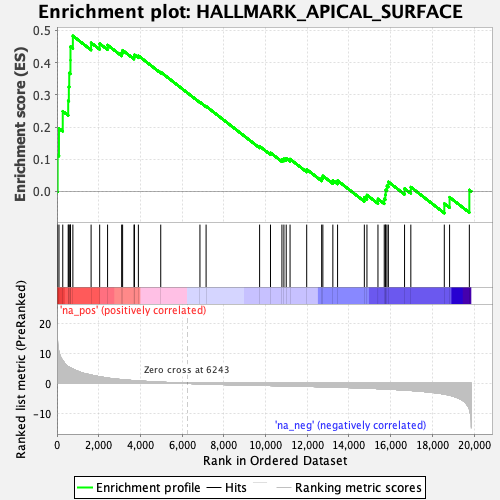 Enrichment plot: HALLMARK_APICAL_SURFACE
Enrichment score (ES)
0.5
0.4
0.3
0.2
0.1
0.0
'na_pos' (positively correlated)
Ranked list metric (PreRanked)
20
10
0
-10
Zero cross at 6243
'na_neg' (negatively correlated)
0
2,000
4,000
6,000
8,000
10,000
12,000
14,000
16,000
18,000
20,000
Rank in Ordered Dataset
Enrichment profile
Hits
Ranking metric scores